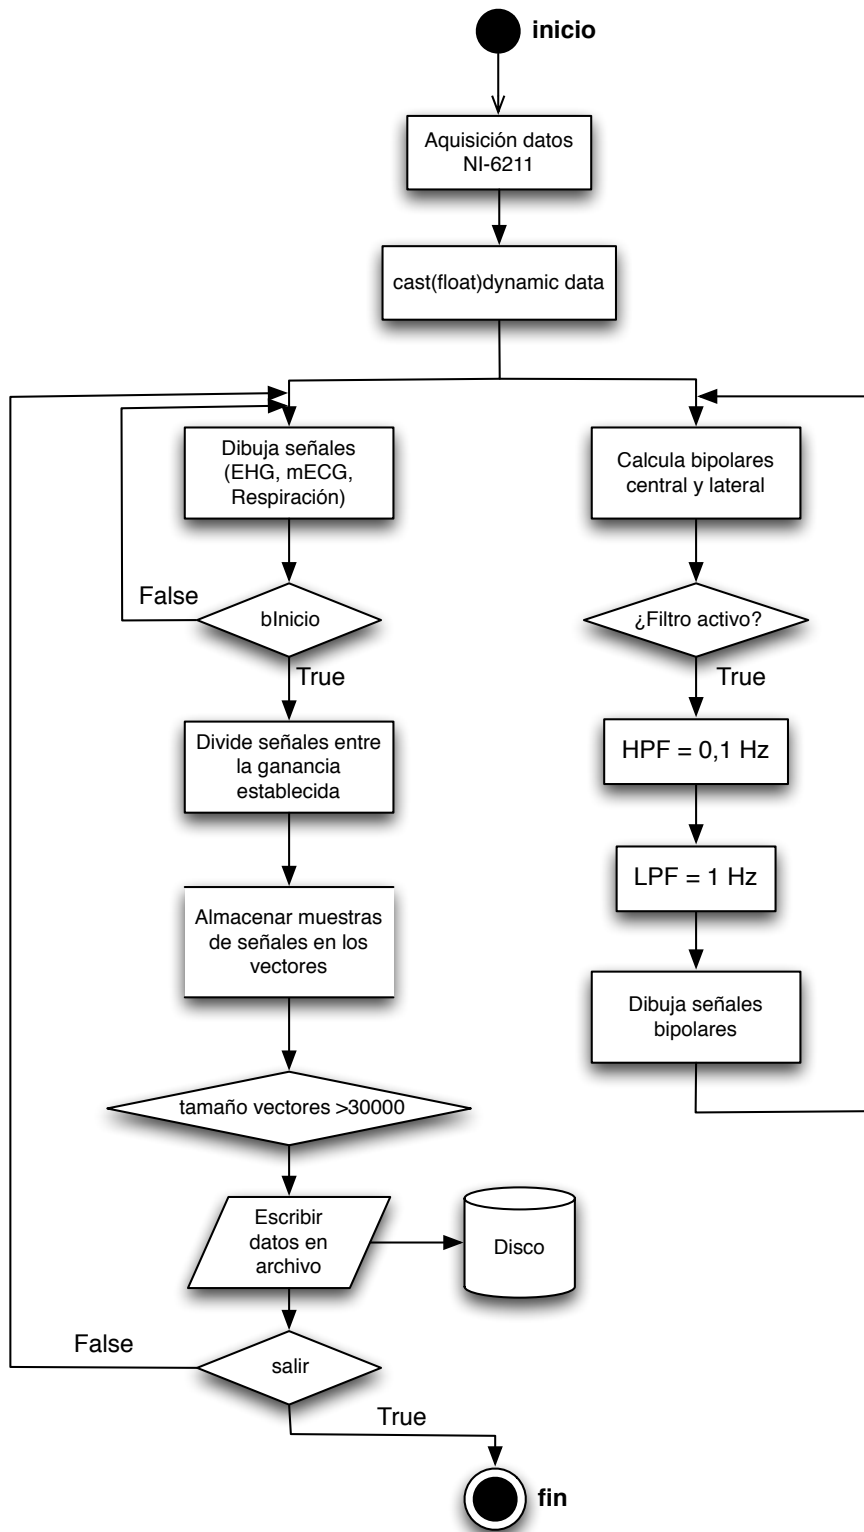 inicio
Aquisición datos
NI-6211
cast(float)dynamic data
Dibuja señales
(EHG, mECG,
Respiración)
False
bInicio
True
Divide señales entre
la ganancia
establecida
Almacenar muestras
de señales en los
vectores
tamaño vectores >30000
Escribir
datos en
archivo
Disco
False
salir
True
fin
Calcula bipolares
central y lateral
¿Filtro activo?
True
HPF = 0,1 Hz
LPF = 1 Hz
Dibuja señales
bipolares